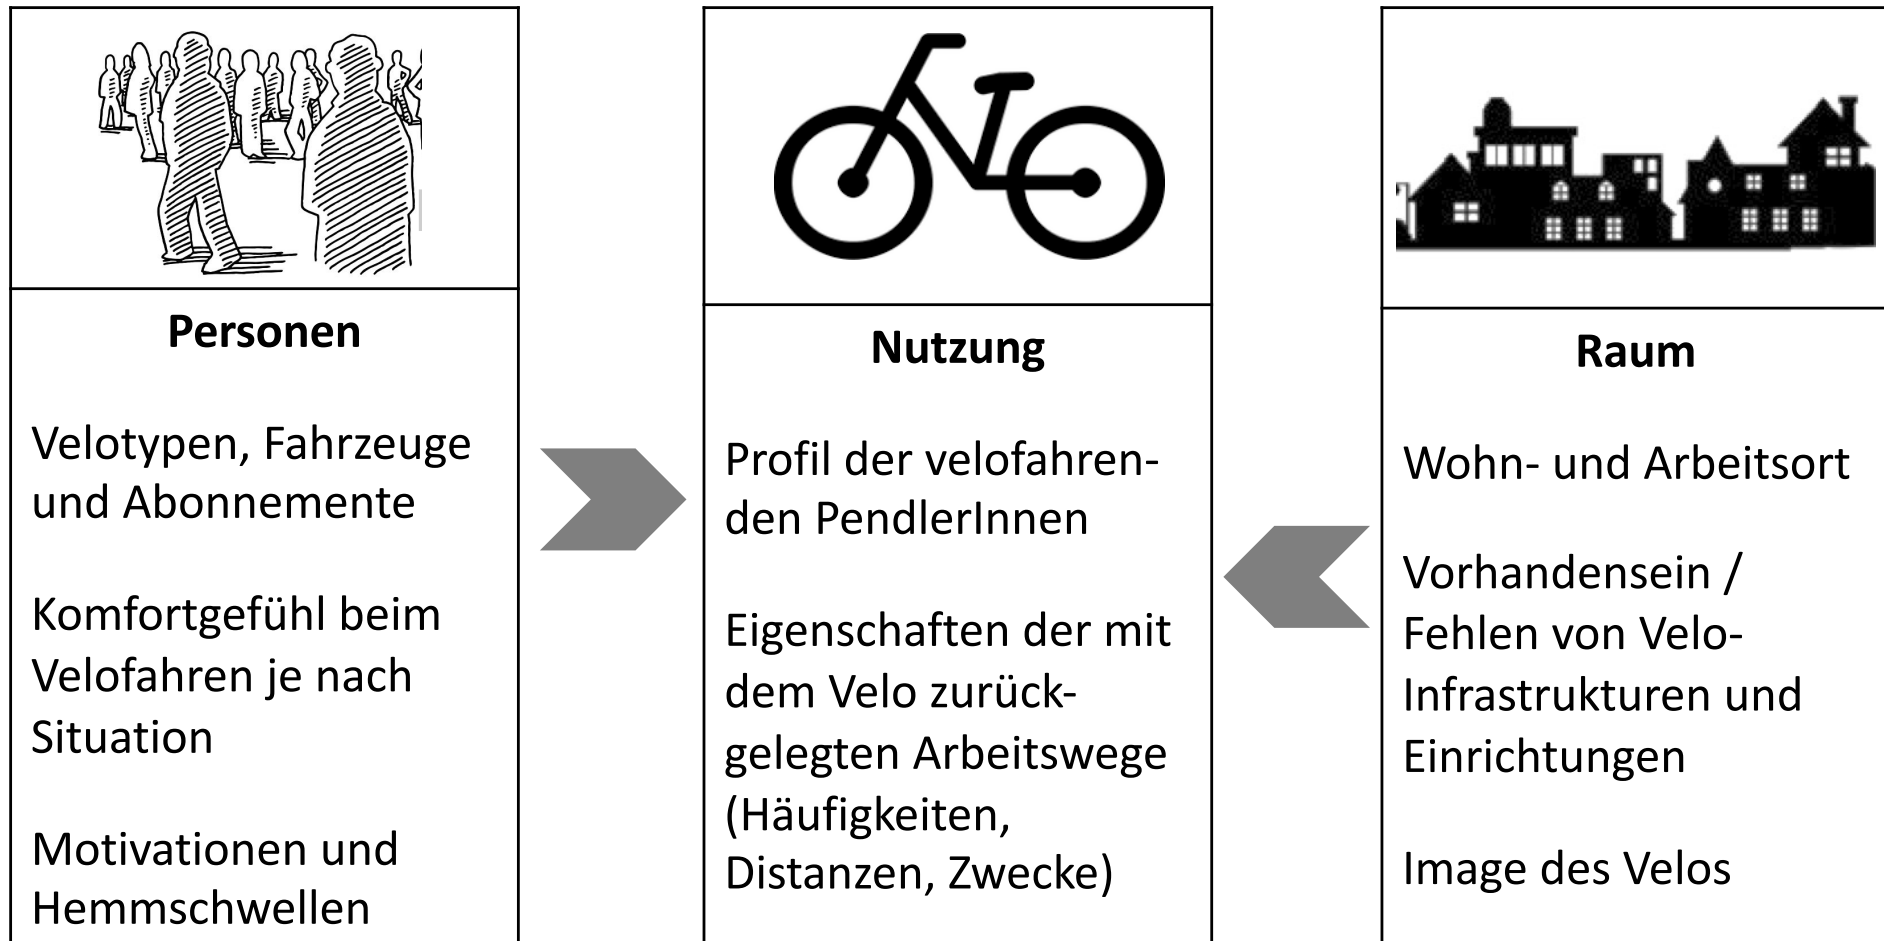 Personen
Velotypen, Fahrzeuge
und Abonnemente
Komfortgefühl beim
Velofahren je nach
Situation
Motivationen und
Hemmschwellen
Nutzung
Profil der velofahren-
den PendlerInnen
Eigenschaften der mit
dem Velo zurück-
gelegten Arbeitswege
(Häufigkeiten,
Distanzen, Zwecke)
Raum
Wohn- und Arbeitsort
Vorhandensein /
Fehlen von Velo-
Infrastrukturen und
Einrichtungen
Image des Velos